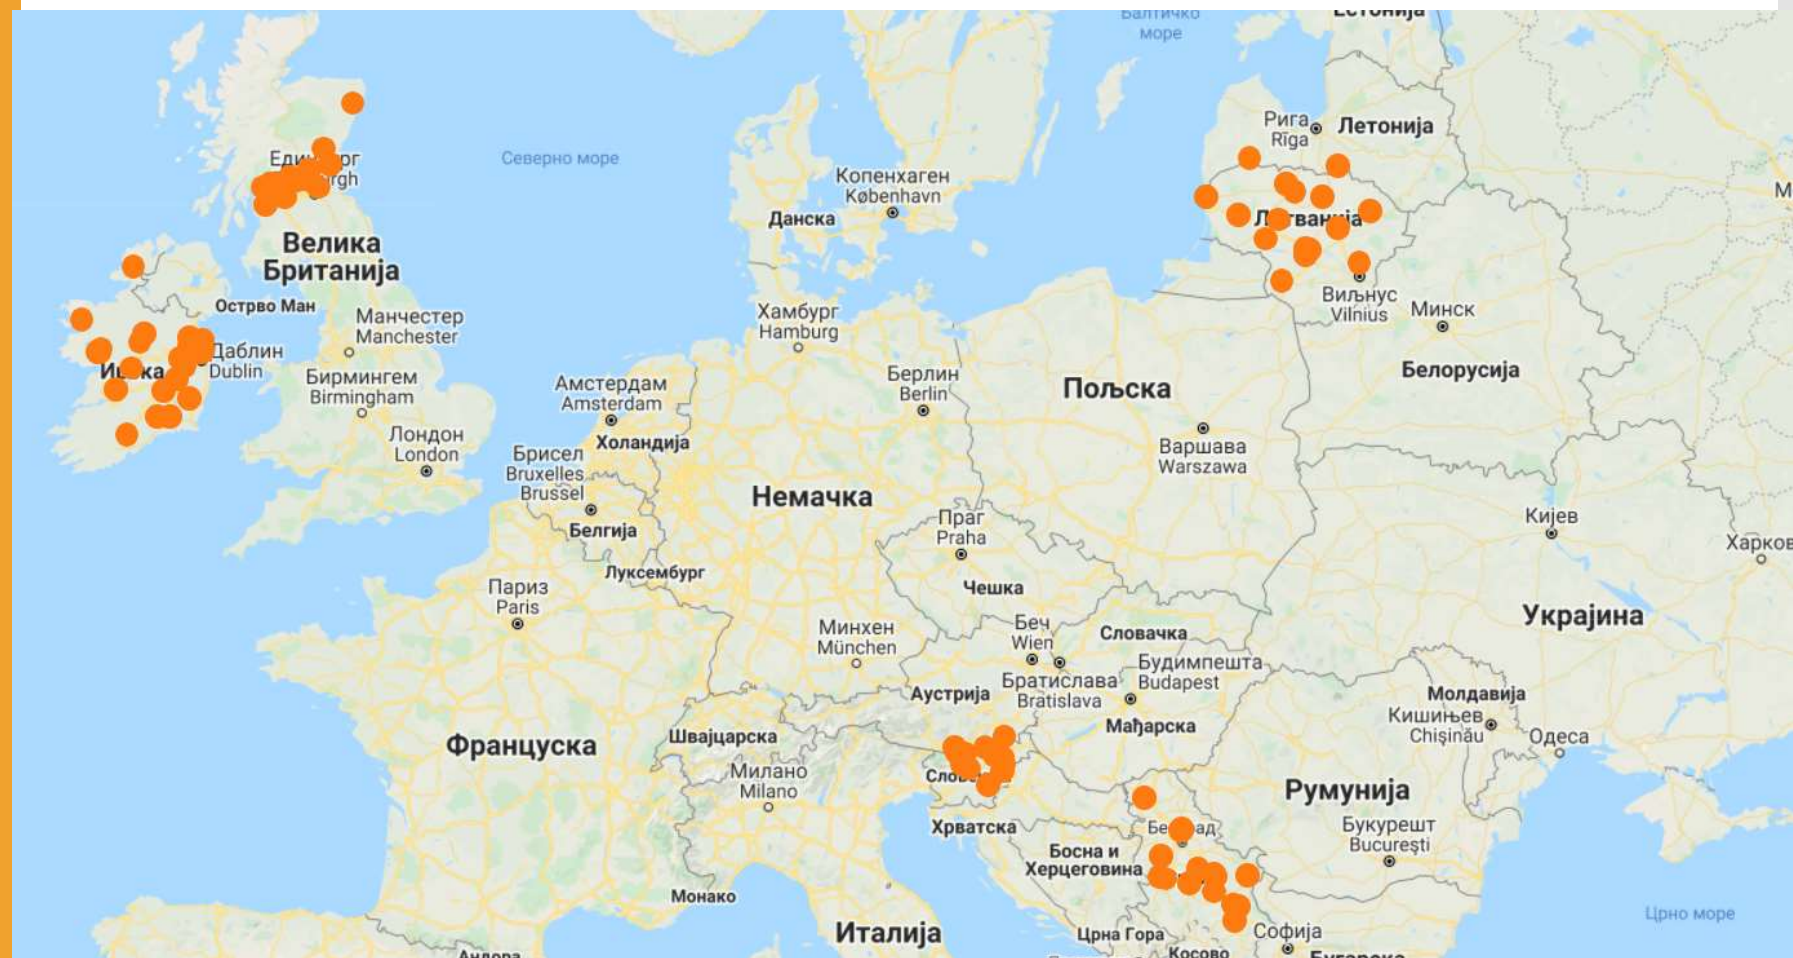 Балтичко
море
Естонија
Рига
Rīga
Летонија
Северно море
Копенхаген
København
Данска
Велика
Британија
Острво Ман
Манчестер
Manchester
Хамбург
Hamburg
Виљнус
Vilnius
Минск
Даблин
Dublin
Бирмингем
Birmingham
Амстердам
Amsterdam
Берлин
Berlin
Пољска
Белорусија
Лондон
London
Холандија
Брисел
Bruxelles
Brussel
Варшава
Warszawa
Немачка
Белгија
Праг
Praha
Кијев
Харков
Луксембург
Париз
Paris
Чешка
Украјина
Минхен
München
Беч
Wien
Словачка
Будимпешта
Budapest
Братислава
Bratislava
Аустрија
Молдавија
Кишињев
Chișinău
Мађарска
Одеса
Француска
Швајцарска
Милано
Milano
Румунија
Хрватска
Букурешт
București
Босна и
Херцеговина
Монако
Италија
Црна Гора
Софија
Црно море
Косово
Андора